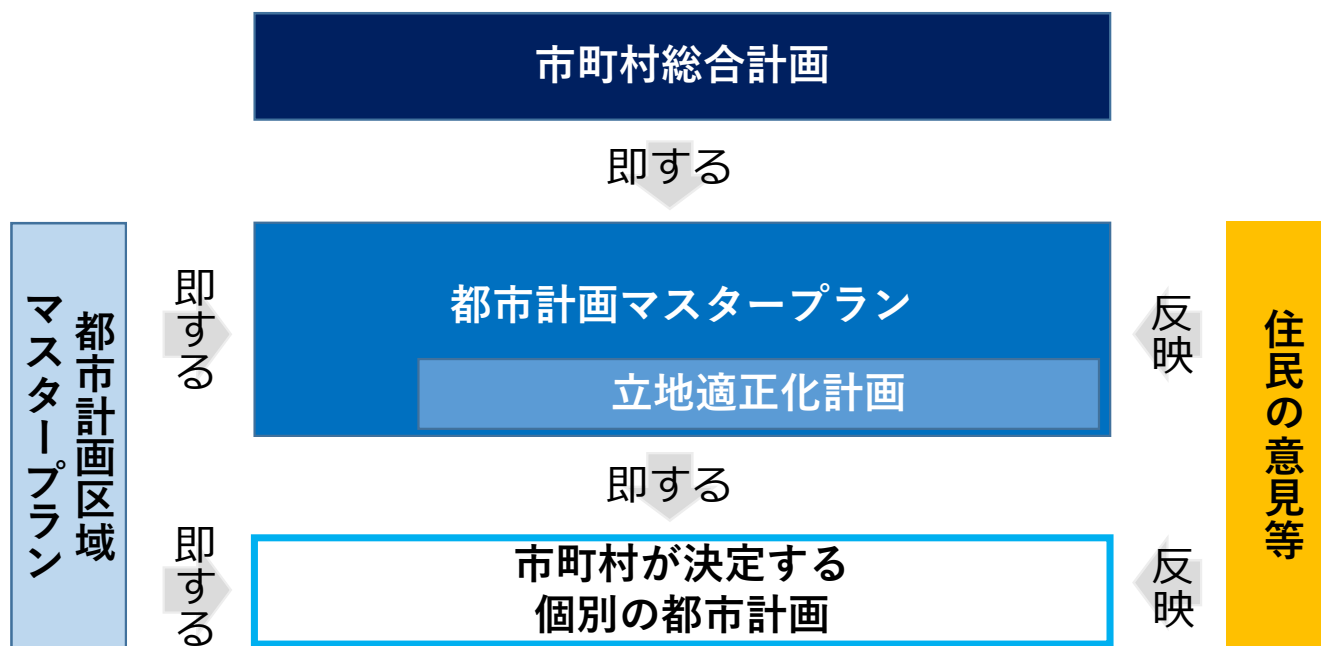 市町村総合計画
即する
都市計画区域
マスタープラン
即する
都市計画マスタープラン
立地適正化計画
反映
住民の意見等
即する
即する
市町村が決定する
個別の都市計画
反映